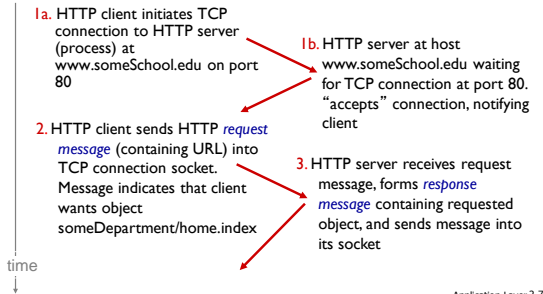 1a. HTTP client initiates TCP
connection to HTTP server
(process) at
www.someSchool.edu on port
80
1b. HTTP server at host
www.someSchool.edu waiting
for TCP connection at port 80.
“accepts” connection, notifying
client
2. HTTP client sends HTTP request
message (containing URL) into
TCP connection socket.
Message indicates that client
wants object
someDepartment/home.index
3. HTTP server receives request
message, forms response
message containing requested
object, and sends message into
its socket
time
Application Layer 2-7